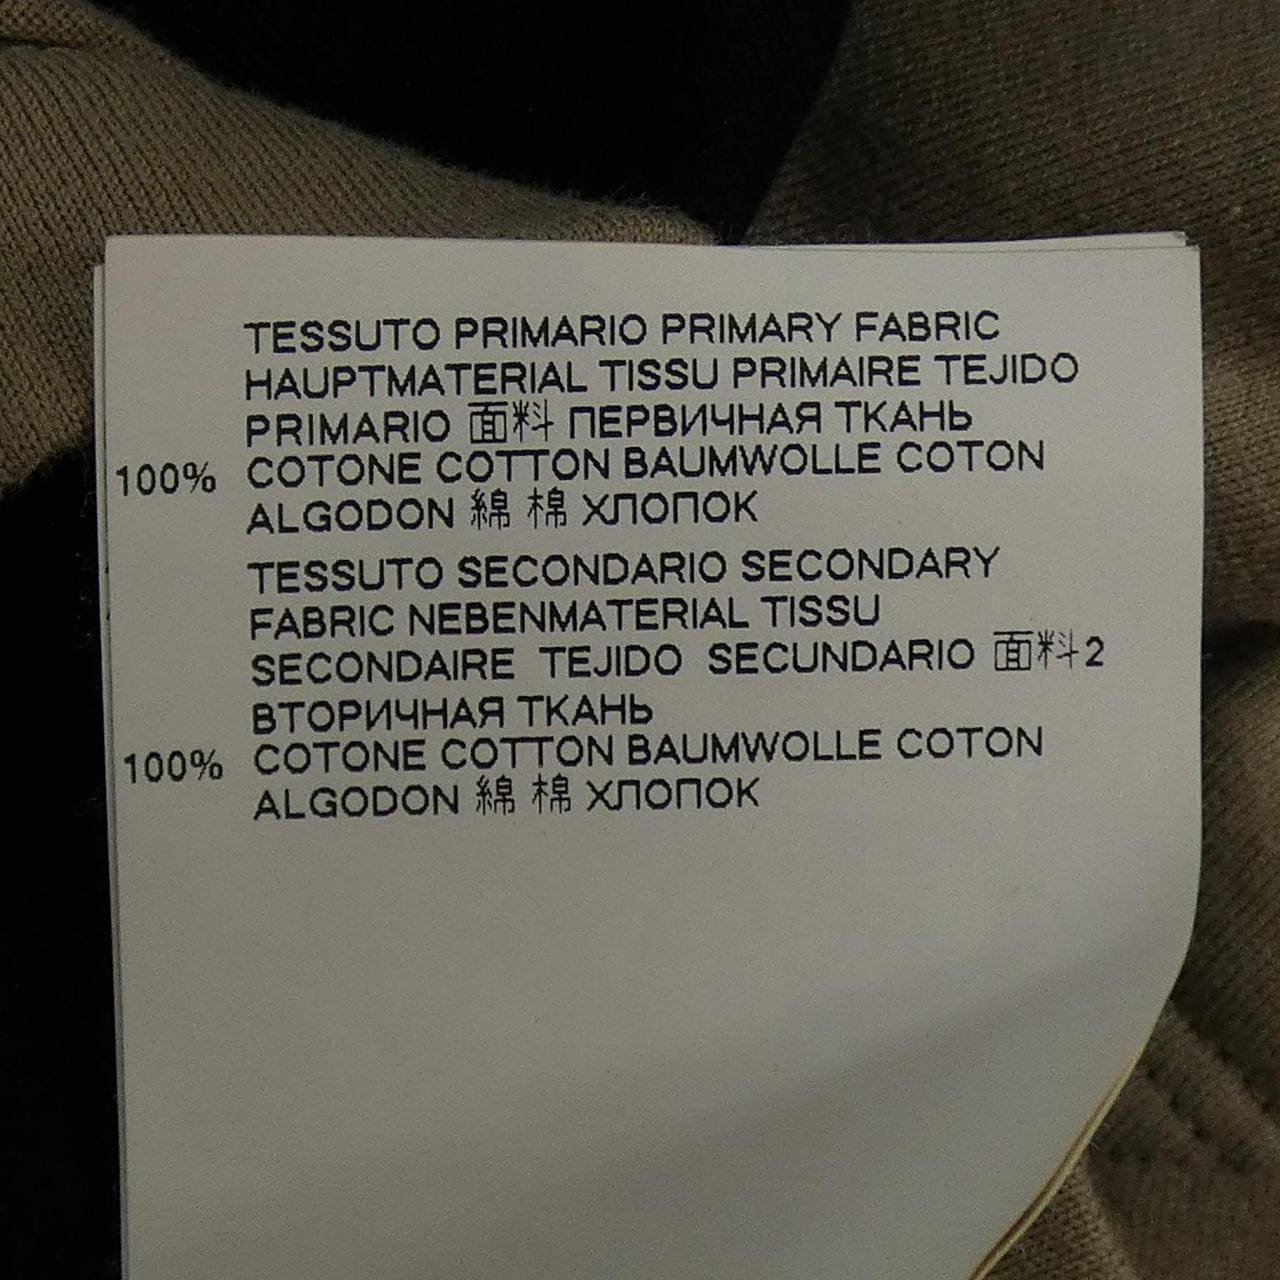 TESSUTO PRIMARIO PRIMARY FABRIC
HAUPTMATERIAL TISSU PRIMAIRE TEJIDO
PRIMARIO 面料 ПЕРВИЧНАЯ ТКАНЬ
100% COTONE COTTON BAUMWOLLE COTON
ALGODON 綿 棉 ХЛОПОК
TESSUTO SECONDARIO SECONDARY
FABRIC NEBENMATERIAL TISSU
SECONDAIRE TEJIDO SECUNDARIO 面料2
ВТОРИЧНАЯ ТКАНЬ
100% COTONE COTTON BAUMWOLLE COTON
ALGODON 綿 棉 ХЛОПОК